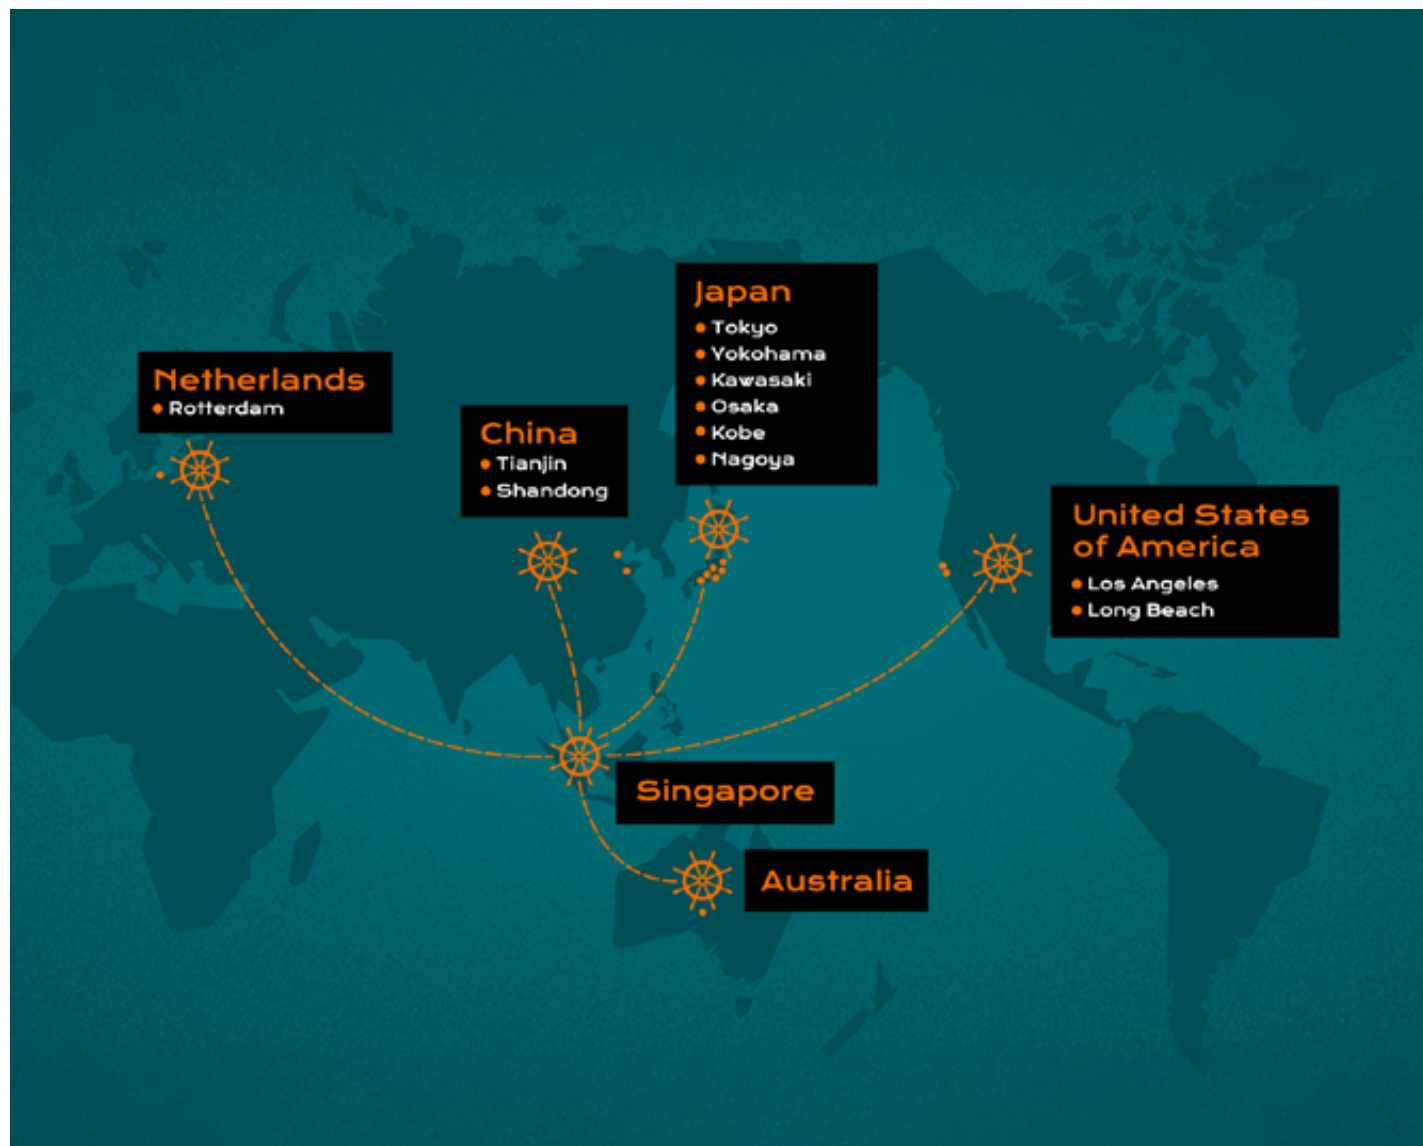 Netherlands
Rotterdam
China
Tianjin
Shandong
Japan
Tokyo
Yokohama
Kawasaki
Osaka
Kobe
Nagoya
United States
of America
Los Angeles
Long Beach
Singapore
Australia